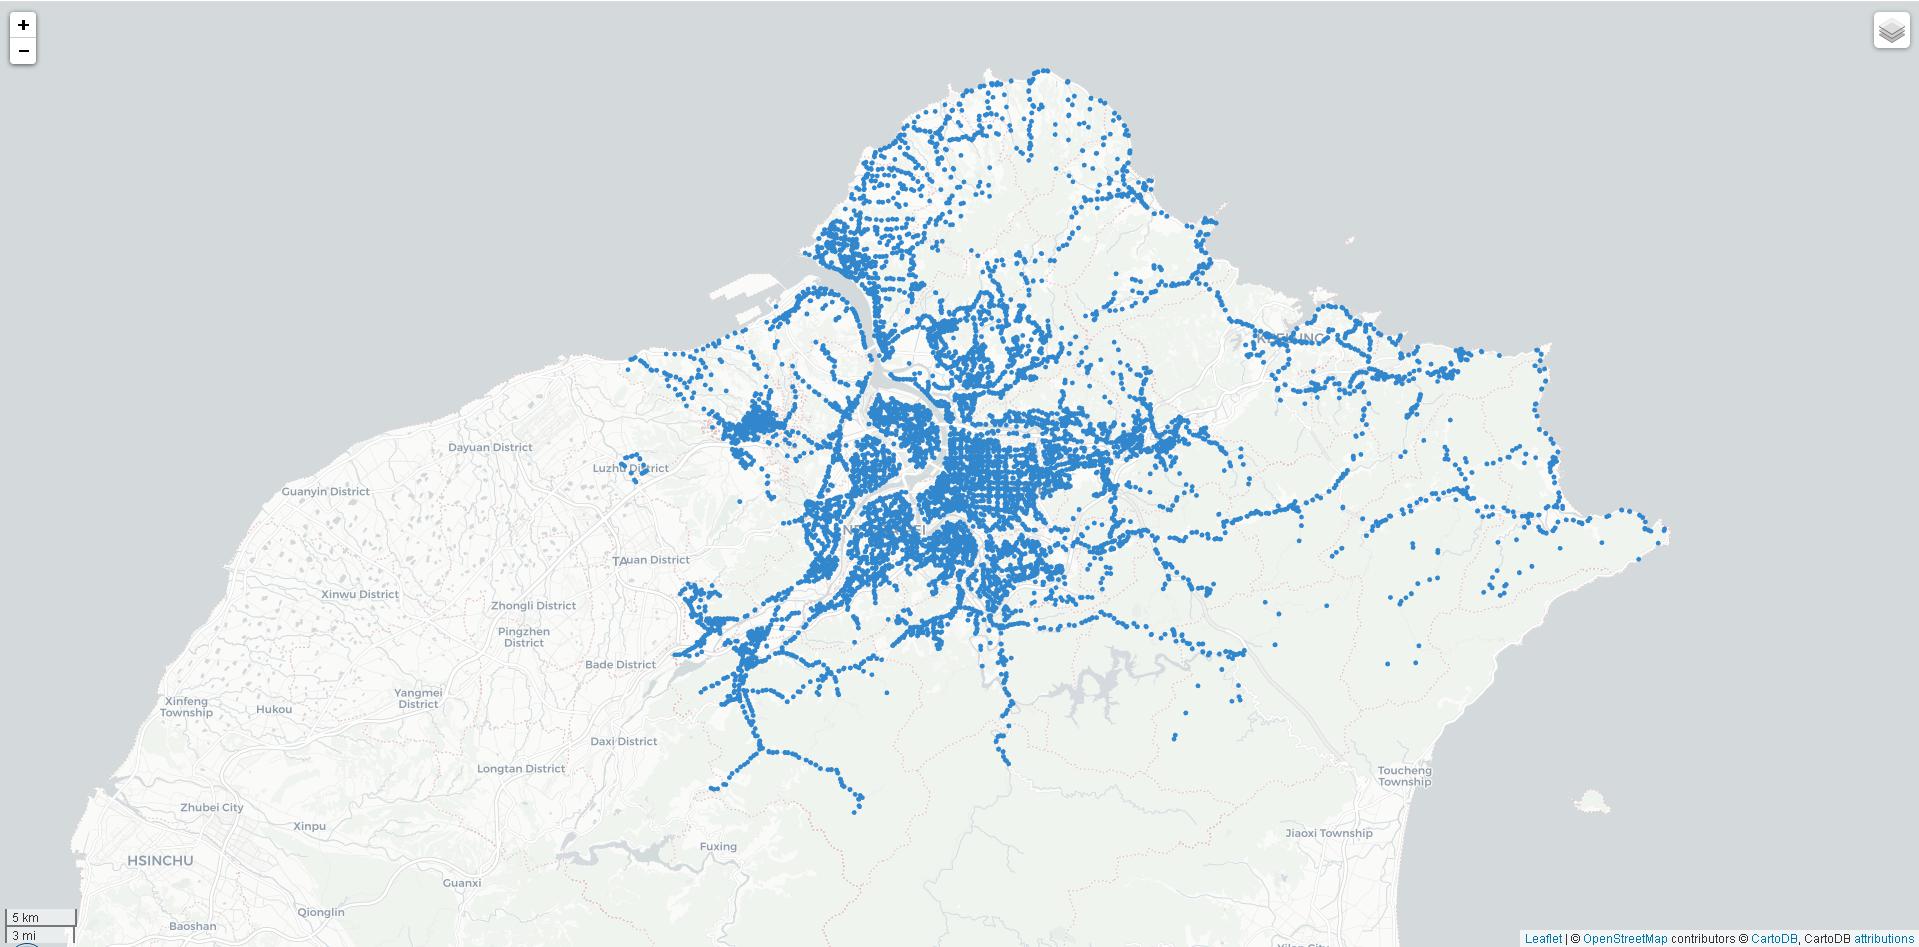 +
−
Dayuan District
Luzhu District
Guanyin District
Xinwu District
Zhongli District
Pingzhen
District
Bade District
Yangmei
District
Xinfeng
Township
Hukou
Daxi District
Longtan District
Zhubei City
Xinpu
HSINCHU
Fuxing
Guanxi
Qionglin
Baoshan
Toucheng
Township
Jiaoxi Township
5 km
3 mi
Leaflet | © OpenStreetMap contributors © CartoDB, CartoDB attributions